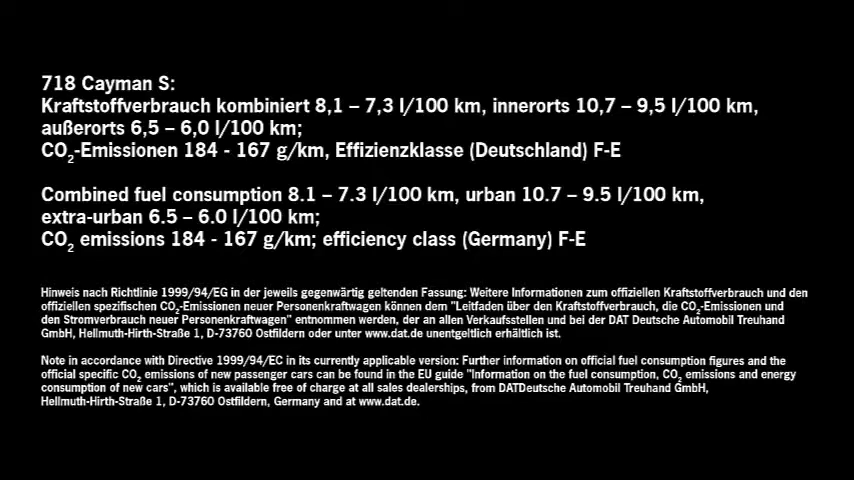 718 Cayman S:
Kraftstoffverbrauch kombiniert 8,1 – 7,3 l/100 km, innerorts 10,7 – 9,5 l/100 km,
außerorts 6,5 – 6,0 l/100 km;
CO₂-Emissionen 184 - 167 g/km, Effizienzklasse (Deutschland) F-E
Combined fuel consumption 8.1 – 7.3 l/100 km, urban 10.7 – 9.5 l/100 km,
extra-urban 6.5 – 6.0 l/100 km;
CO₂ emissions 184 - 167 g/km; efficiency class (Germany) F-E
Hinweis nach Richtlinie 1999/94/EG in der jeweils gegenwärtig geltenden Fassung: Weitere Informationen zum offiziellen Kraftstoffverbrauch und den
offiziellen spezifischen CO₂-Emissionen neuer Personenkraftwagen können dem "Leitfaden über den Kraftstoffverbrauch, die CO₂-Emissionen und
den Stromverbrauch neuer Personenkraftwagen" entnommen werden, der an allen Verkaufsstellen und bei der DAT Deutsche Automobil Treuhand
GmbH, Hellmuth-Hirth-Straße 1, D-73760 Ostfildern oder unter www.dat.de unentgeltlich erhältlich ist.
Note in accordance with Directive 1999/94/EC in its currently applicable version: Further information on official fuel consumption figures and the
official specific CO₂ emissions of new passenger cars can be found in the EU guide "Information on the fuel consumption, CO₂ emissions and energy
consumption of new cars", which is available free of charge at all sales dealerships, from DATDeutsche Automobil Treuhand GmbH,
Hellmuth-Hirth-Straße 1, D-73760 Ostfildern, Germany and at www.dat.de.